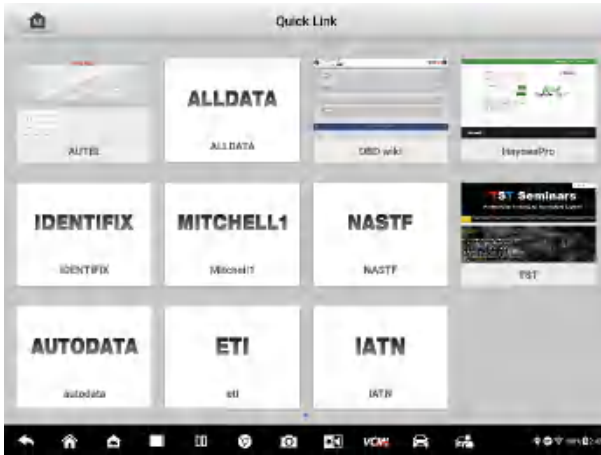 Quick Link
AUTEL
ALLDATA
ALLDATA
OBD wiki
HaynesPro
IDENTIFIX
IDENTIFIX
MITCHELL1
Mitchell1
NASTF
NASTF
TST Seminars
TST
AUTODATA
autodata
ETI
eti
IATN
IATN
VCMI